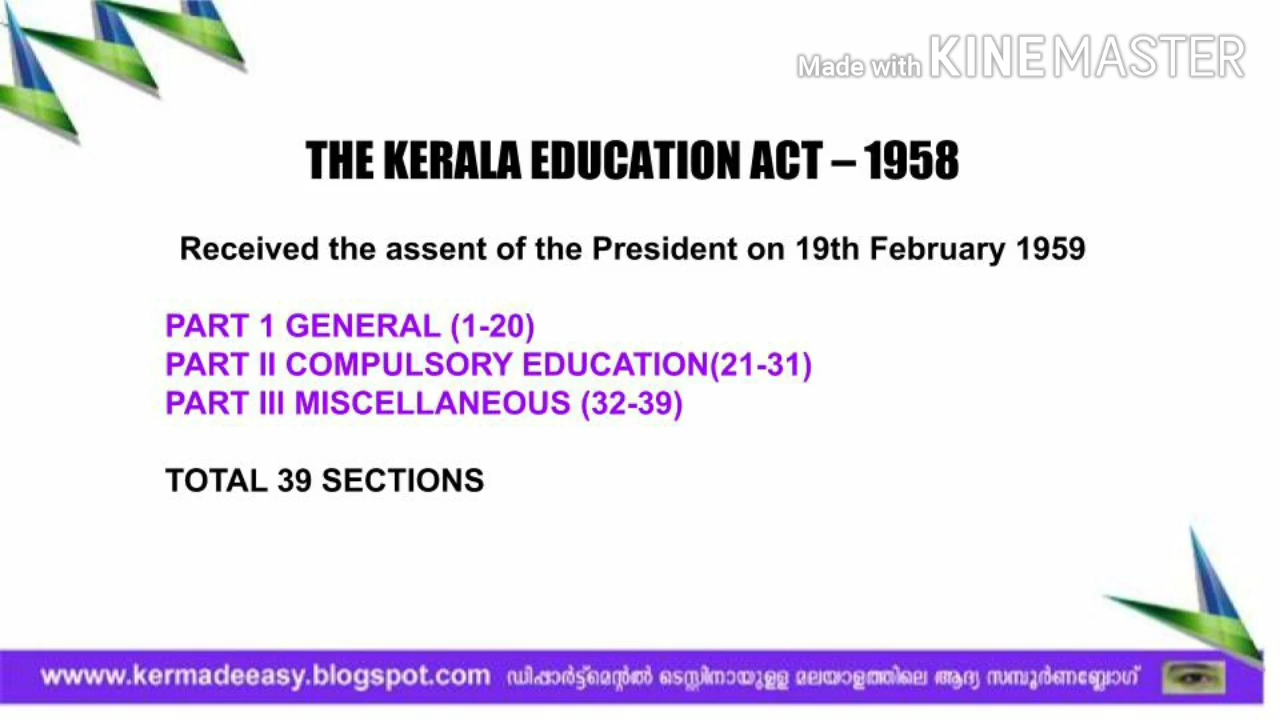 Made with KINEMASTER
THE KERALA EDUCATION ACT – 1958
Received the assent of the President on 19th February 1959
PART 1 GENERAL (1-20)
PART II COMPULSORY EDUCATION(21-31)
PART III MISCELLANEOUS (32-39)
TOTAL 39 SECTIONS
www.kermadeeasy.blogspot.com ഡിപ്പാർട്ട്മെന്റൽ ടെസ്റ്റിനായുള്ള മലയാളത്തിലെ ആദ്യ സമ്പൂർണബ്ലോഗ്